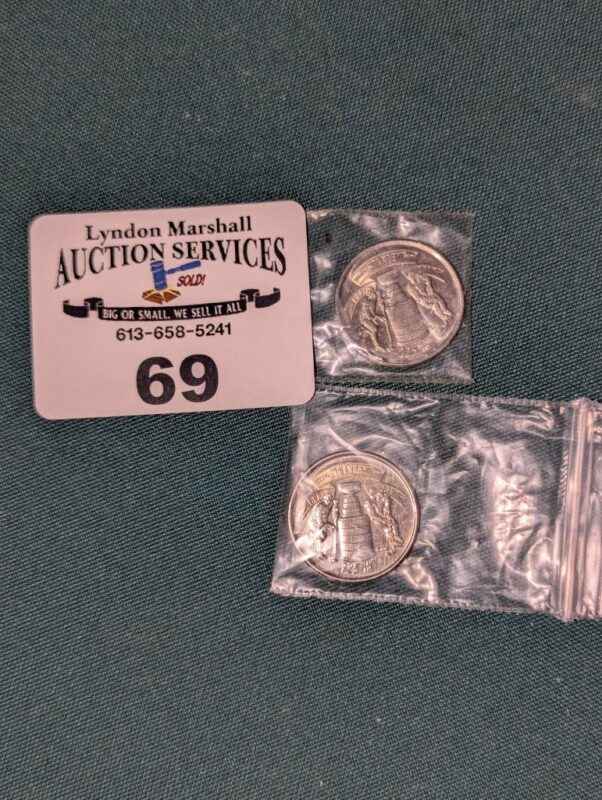 Lyndon Marshall
AUCTION SERVICES
SOLD!
BIG OR SMALL, WE SELL IT ALL
613-658-5241
69